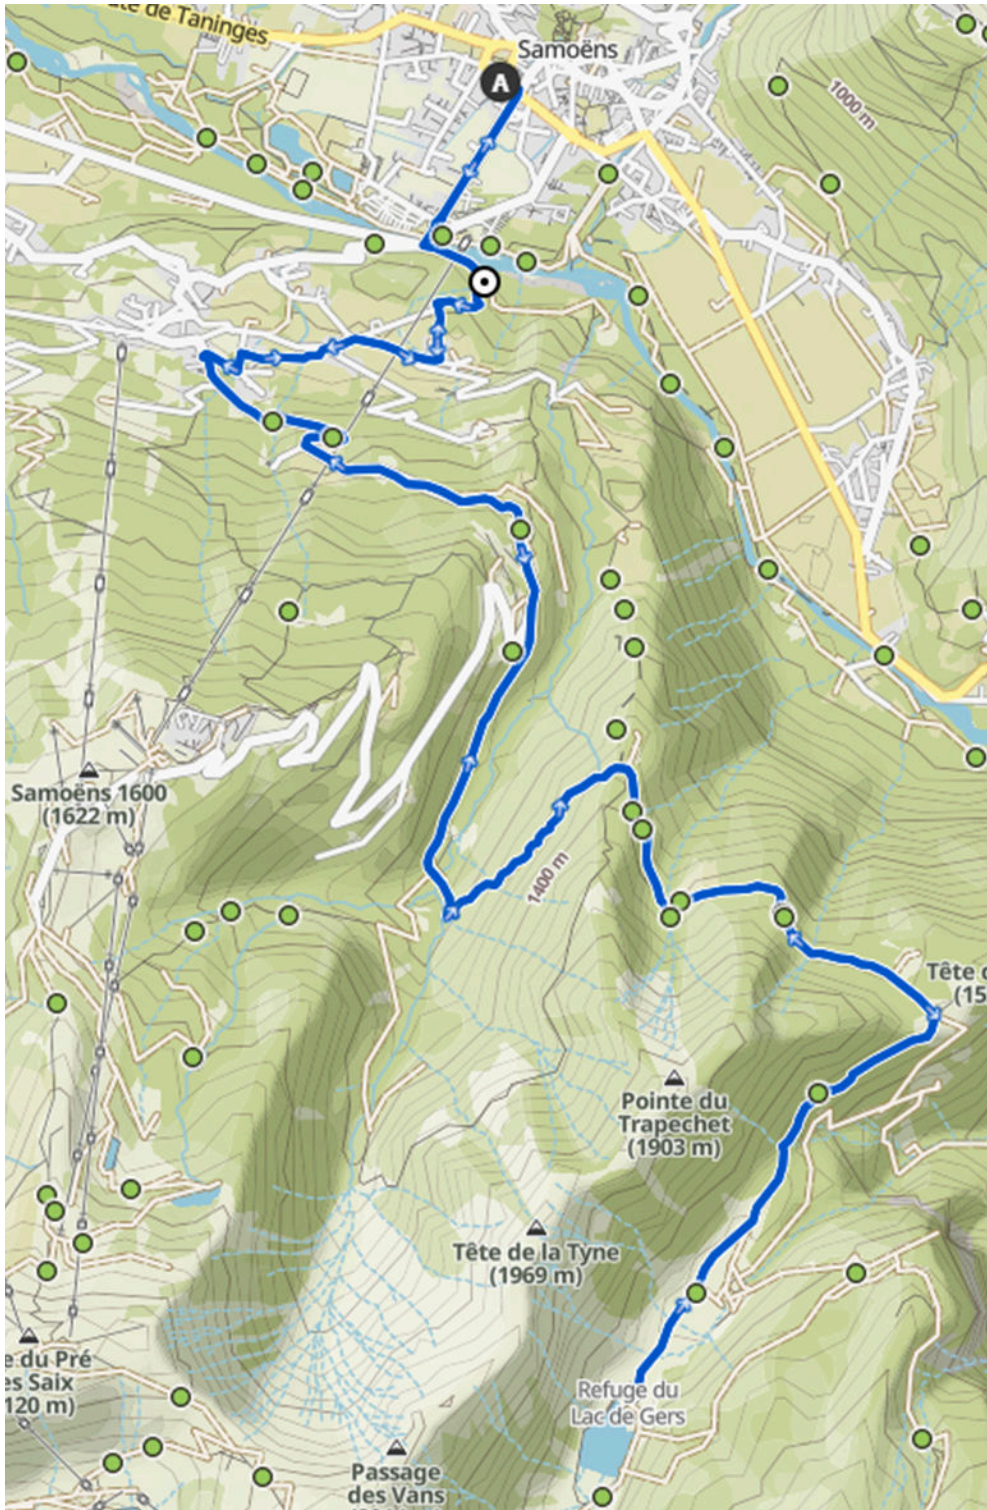 te de Taninges
Samoëns
A
1000 m
Samoëns 1600
(1622 m)
1400 m
Tête d
(15
Pointe du
Trapechet
(1903 m)
Tête de la Tyne
(1969 m)
e du Pré
es Saix
120 m)
Refuge du
Lac de Gers
Passage
des Vans